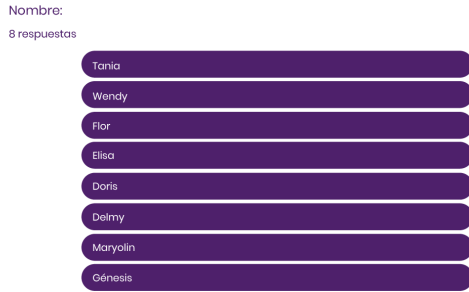 Nombre:
8 respuestas
Tania
Wendy
Flor
Elisa
Doris
Delmy
Maryolin
Génesis